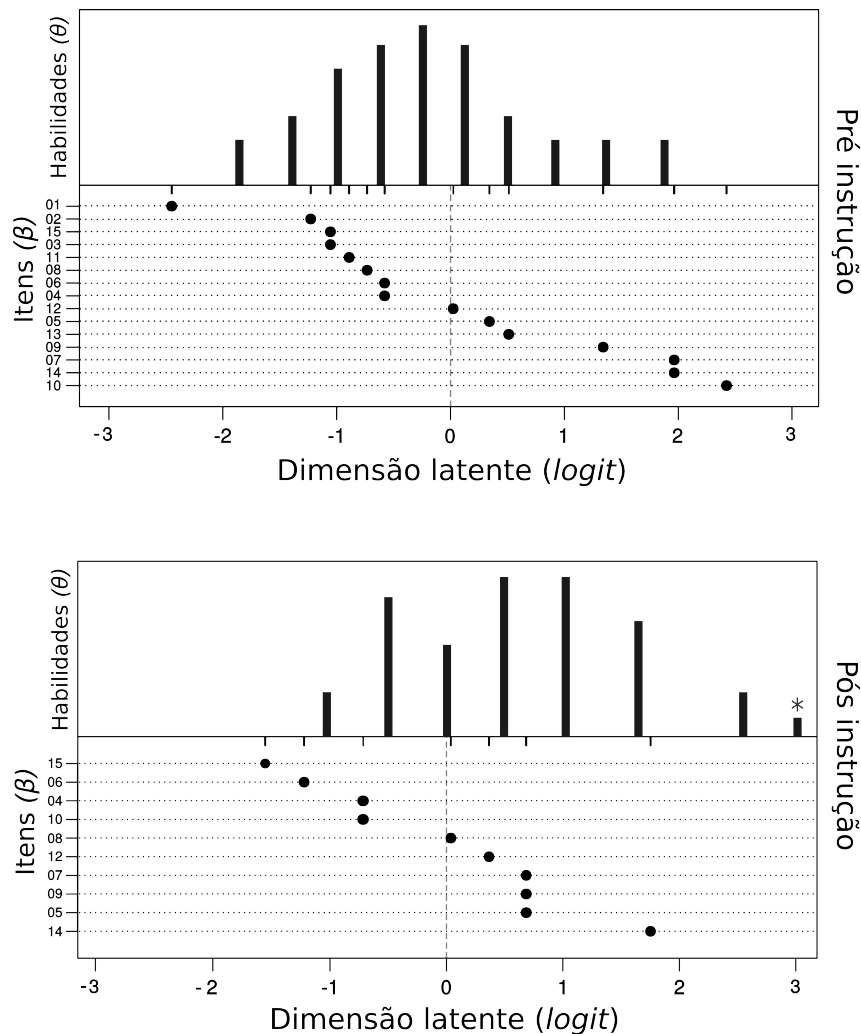 Habilidades (θ)
Pré instrução
Itens (β)
01
02
15
03
11
08
06
04
12
05
13
09
07
14
10
-3 -2 -1 0 1 2 3
Dimensão latente (logit)
Habilidades (θ)
Pós instrução
*
Itens (β)
15
06
04
10
08
12
07
09
05
14
-3 -2 -1 0 1 2 3
Dimensão latente (logit)